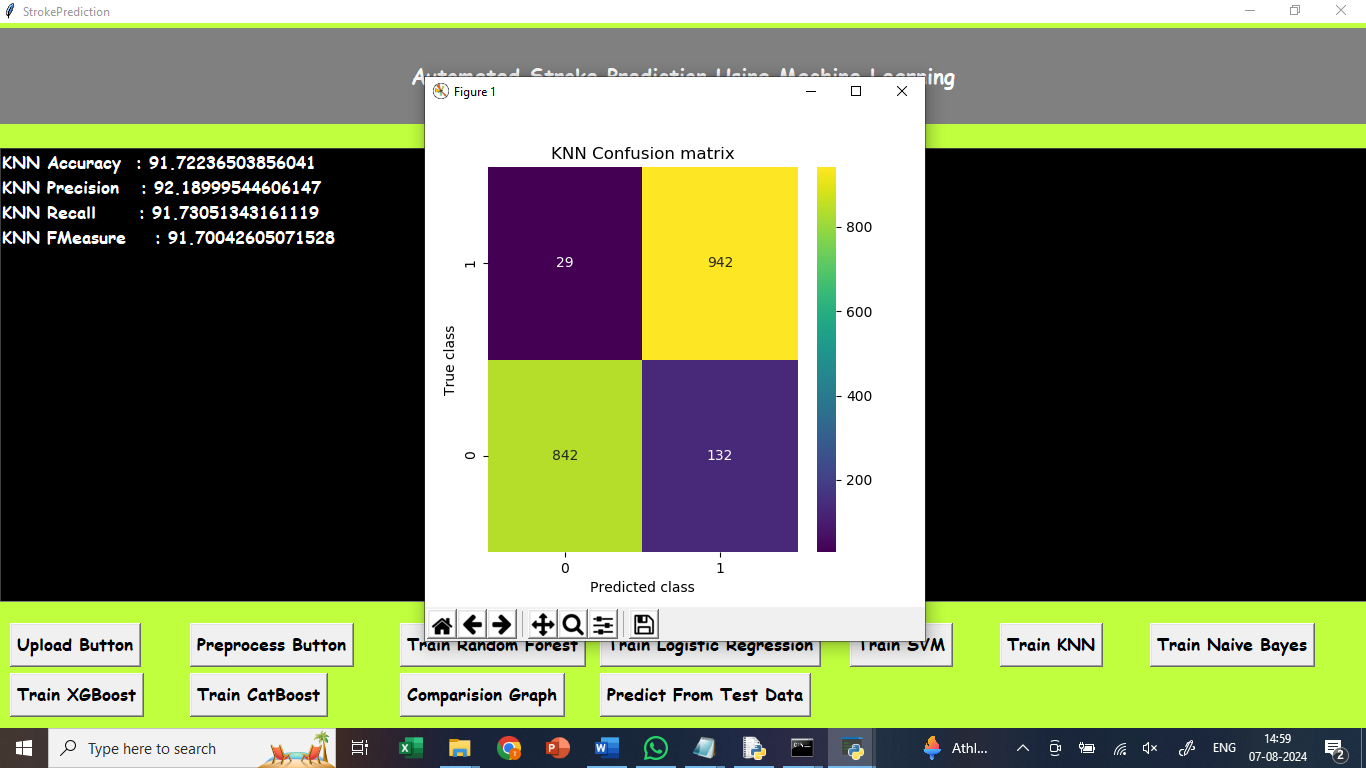 StrokePrediction
Automated Stroke Prediction Using Machine Learning
Figure 1
KNN Accuracy : 91.72236503856041
KNN Precision : 92.18999544606147
KNN Recall : 91.73051343161119
KNN FMeasure : 91.70042605071528
KNN Confusion matrix
True class
1
29
942
0
842
132
0
1
Predicted class
800
600
400
200
Upload Button
Preprocess Button
Train Random Forest
Train Logistic Regression
Train SVM
Train KNN
Train Naive Bayes
Train XGBoost
Train CatBoost
Comparision Graph
Predict From Test Data
Type here to search
Athl...
ENG
14:59
07-08-2024
2